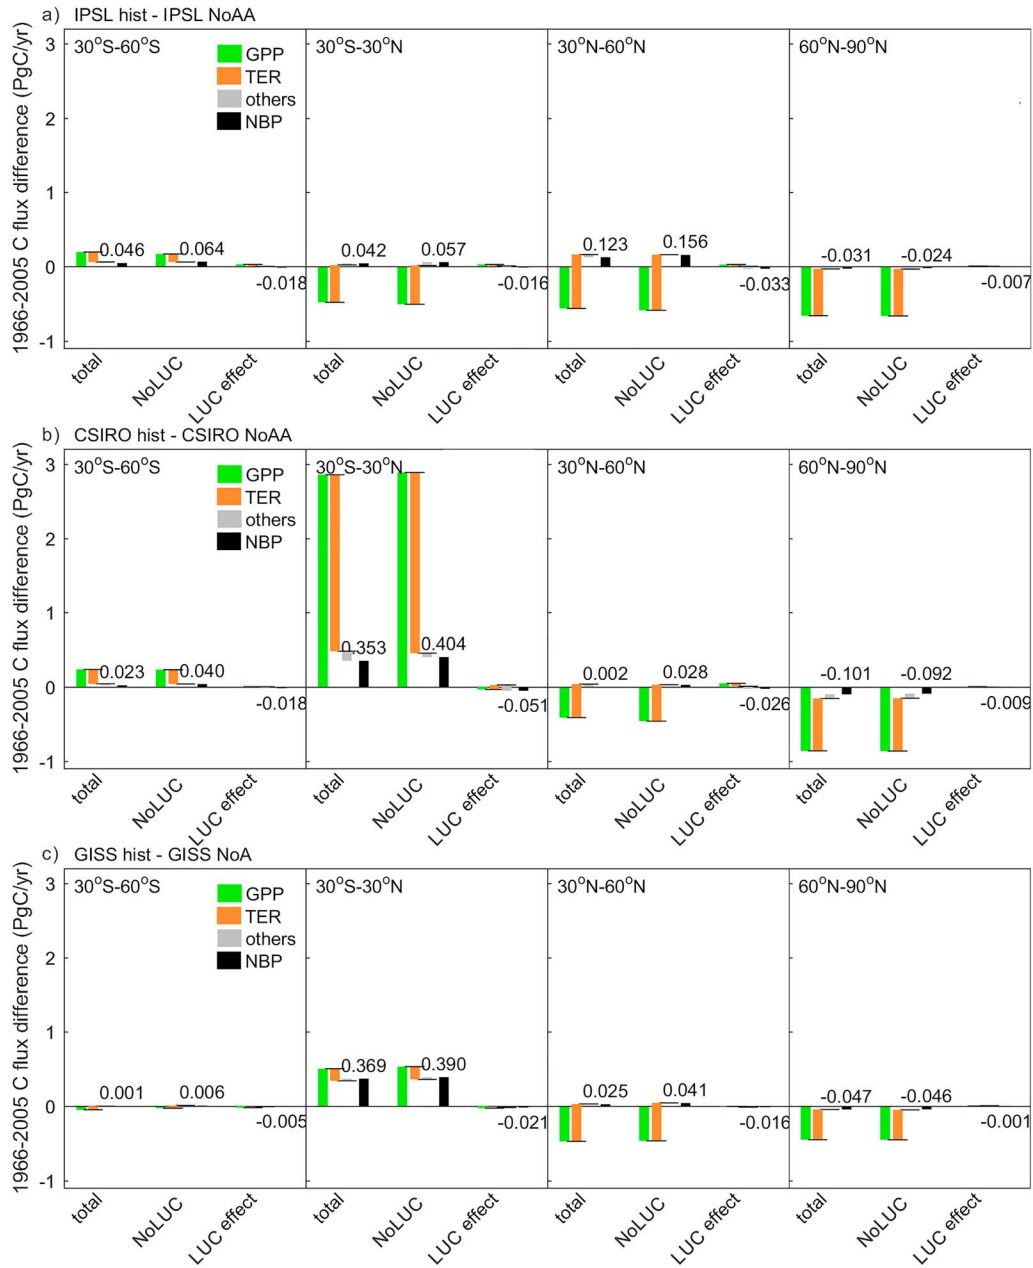 a) IPSL hist - IPSL NoAA
1966-2005 C flux difference (PgC/yr)
3
2
1
0
-1
30°S-60°S
GPP
TER
others
NBP
0.046
0.064
-0.018
30°S-30°N
0.042
0.057
-0.016
30°N-60°N
0.123
0.156
-0.033
60°N-90°N
-0.031
-0.024
-0.007
total
NoLUC
LUC effect
total
NoLUC
LUC effect
total
NoLUC
LUC effect
total
NoLUC
LUC effect
b) CSIRO hist - CSIRO NoAA
1966-2005 C flux difference (PgC/yr)
3
2
1
0
-1
30°S-60°S
GPP
TER
others
NBP
0.023
0.040
-0.018
30°S-30°N
0.353
0.404
-0.051
30°N-60°N
0.002
0.028
-0.026
60°N-90°N
-0.101
-0.092
-0.009
total
NoLUC
LUC effect
total
NoLUC
LUC effect
total
NoLUC
LUC effect
total
NoLUC
LUC effect
c) GISS hist - GISS NoA
1966-2005 C flux difference (PgC/yr)
3
2
1
0
-1
30°S-60°S
GPP
TER
others
NBP
0.001
0.006
-0.005
30°S-30°N
0.369
0.390
-0.021
30°N-60°N
0.025
0.041
-0.016
60°N-90°N
-0.047
-0.046
-0.001
total
NoLUC
LUC effect
total
NoLUC
LUC effect
total
NoLUC
LUC effect
total
NoLUC
LUC effect